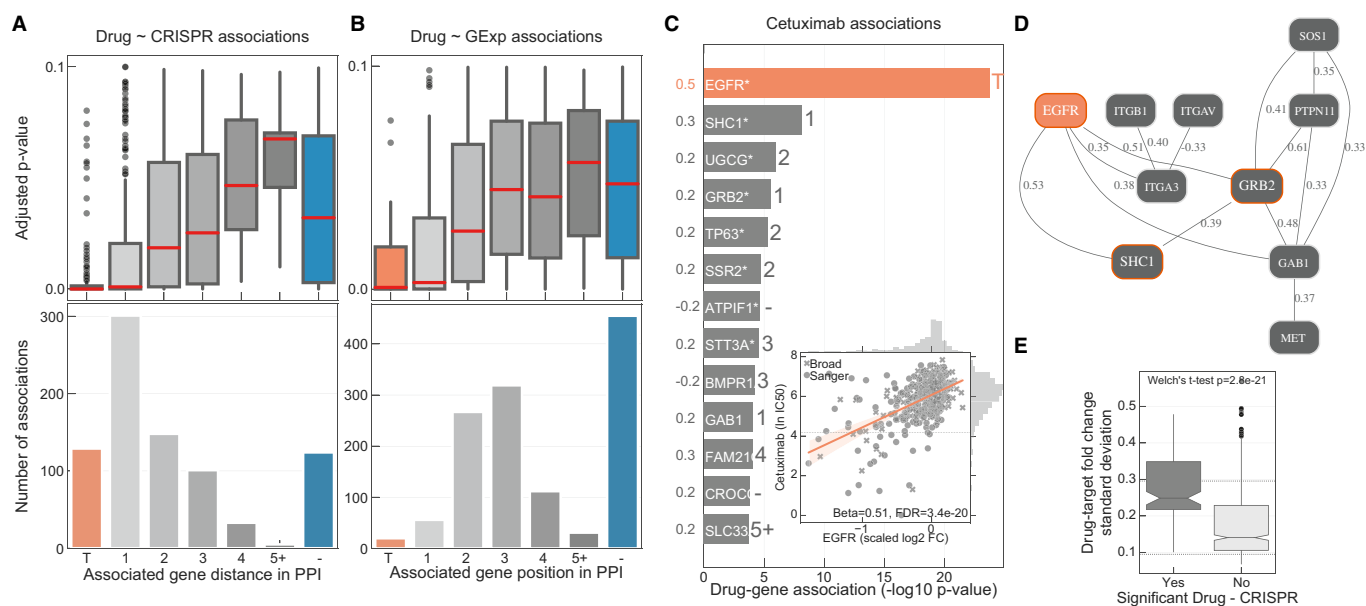 A
Drug ~ CRISPR associations
0.1
0.0
Adjusted p-value
300
200
100
0
Number of associations
T 1 2 3 4 5+ -
Associated gene distance in PPI
B
Drug ~ GExp associations
0.1
0.0
400
300
200
100
0
T 1 2 3 4 5+ -
Associated gene position in PPI
C
Cetuximab associations
0.5 EGFR* T
0.3 SHC1* 1
0.2 UGCG* 2
0.2 GRB2* 1
0.2 TP63* 2
0.2 SSR2* 2
-0.2 ATPIF1* -
0.2 STT3A* 3
-0.2 BMPR1 3
0.2 GAB1 1
0.3 FAM21 4
0.2 CROC -
0.2 SLC33 5+
0 5 10 15 20
Drug-gene association (-log10 p-value)
Broad
Sanger
8
6
4
2
0
Cetuximab (ln IC50)
Beta=0.51, FDR=3.4e-20
−1 0
EGFR (scaled log2 FC)
D
SOS1
0.35
EGFR
ITGB1
ITGAV
0.41
PTPN11
0.35
0.51
0.40
-0.33
0.61
0.33
0.38
ITGA3
GRB2
0.53
0.33
0.39
0.48
SHC1
GAB1
0.37
MET
E
Welch's t-test
0.5
0.4
0.3
0.2
0.1
Drug-target fold change
standard deviation
Yes No
Significant Drug - CRISPR